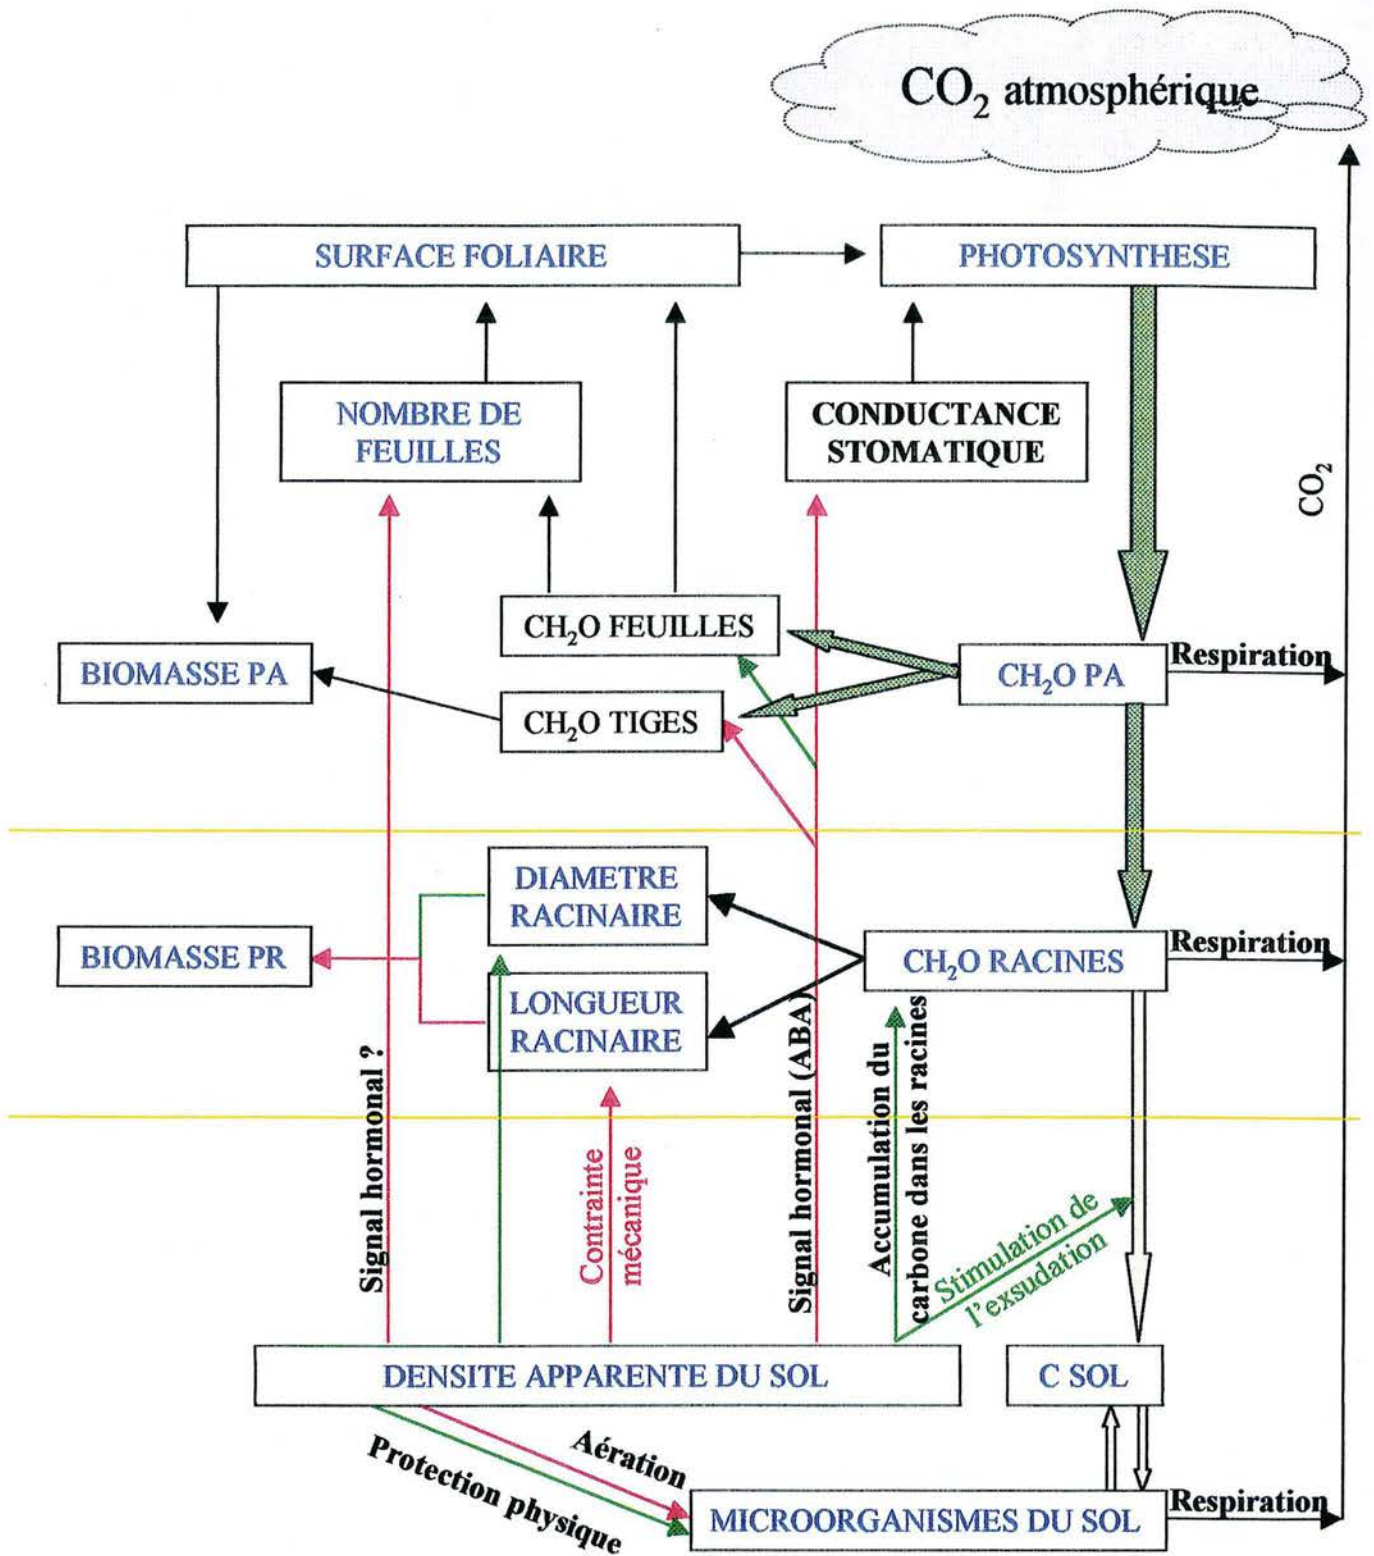 CO₂ atmosphérique
SURFACE FOLIAIRE
PHOTOSYNTHESE
NOMBRE DE
FEUILLES
CONDUCTANCE
STOMATIQUE
CO₂
CH₂O FEUILLES
BIOMASSE PA
CH₂O PA
Respiration
CH₂O TIGES
DIAMETRE
RACINAIRE
BIOMASSE PR
CH₂O RACINES
Respiration
LONGUEUR
RACINAIRE
Signal hormonal ?
Contrainte
mécanique
Signal hormonal (ABA)
Accumulation du
carbone dans les racines
Stimulation de
l'exsudation
DENSITE APPARENTE DU SOL
C SOL
Aération
Protection physique
MICROORGANISMES DU SOL
Respiration